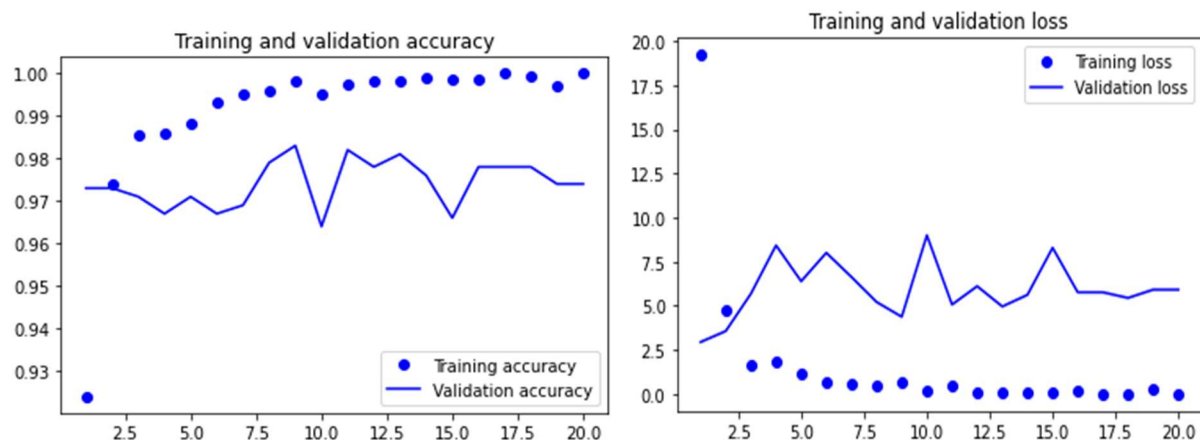 Training and validation accuracy
1.00
0.99
0.98
0.97
0.96
0.95
0.94
0.93
Training accuracy
Validation accuracy
2.5 5.0 7.5 10.0 12.5 15.0 17.5 20.0
Training and validation loss
20.0
17.5
15.0
12.5
10.0
7.5
5.0
2.5
0.0
Training loss
Validation loss
2.5 5.0 7.5 10.0 12.5 15.0 17.5 20.0